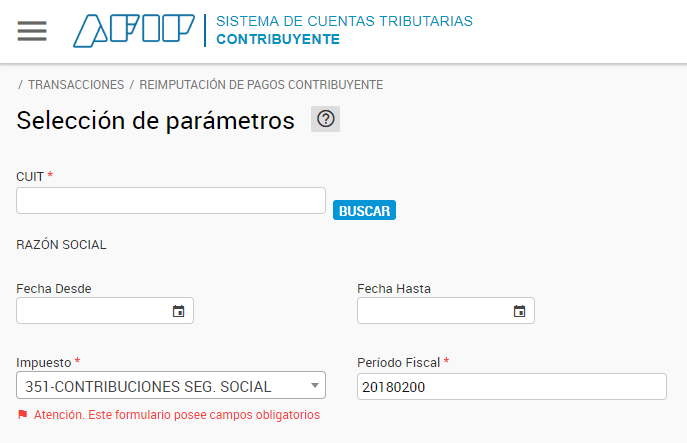 AFIP
SISTEMA DE CUENTAS TRIBUTARIAS
CONTRIBUYENTE
/ TRANSACCIONES / REIMPUTACIÓN DE PAGOS CONTRIBUYENTE
Selección de parámetros ?
CUIT *
BUSCAR
RAZÓN SOCIAL
Fecha Desde Fecha Hasta
Impuesto * Período Fiscal *
351-CONTRIBUCIONES SEG. SOCIAL 20180200
Atención. Este formulario posee campos obligatorios